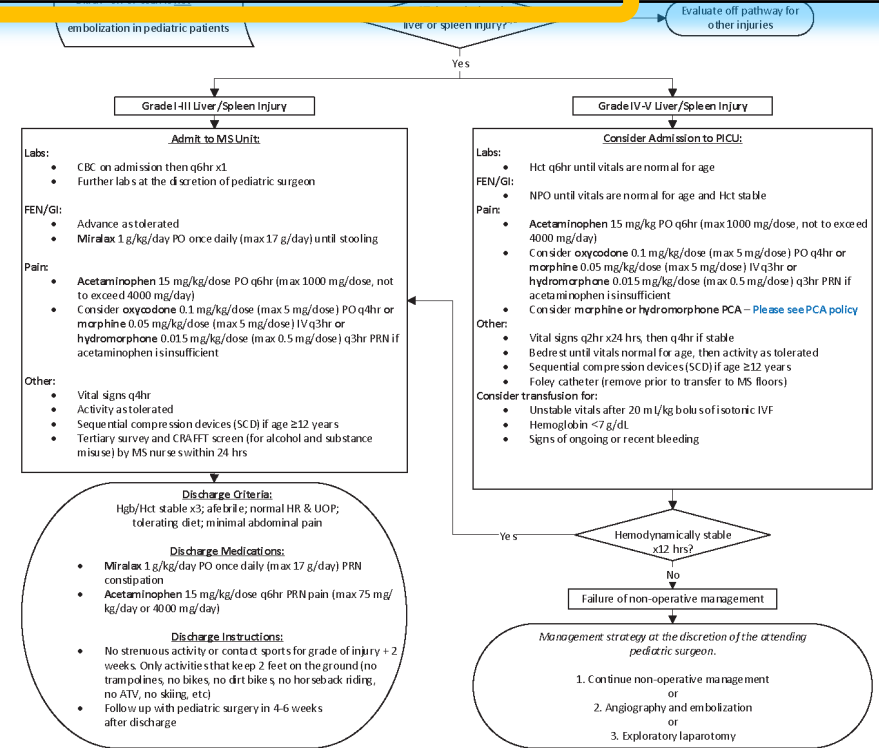 embolization in pediatric patients
liver or spleen injury?
Evaluate off pathway for
other injuries
Yes
Grade I-III Liver/Spleen Injury
Grade IV-V Liver/Spleen Injury
Admit to MS Unit:
Labs:
• CBC on admission then q6hr x1
• Further labs at the discretion of pediatric surgeon
FEN/GI:
• Advance as tolerated
• Miralax 1 g/kg/day PO once daily (max 17 g/day) until stooling
Pain:
• Acetaminophen 15 mg/kg/dose PO q6hr (max 1000 mg/dose, not
to exceed 4000 mg/day)
• Consider oxycodone 0.1 mg/kg/dose (max 5 mg/dose) PO q4hr or
morphine 0.05 mg/kg/dose (max 5 mg/dose) IV q3hr or
hydromorphone 0.015 mg/kg/dose (max 0.5 mg/dose) q3hr PRN if
acetaminophen is insufficient
Other:
• Vital signs q4hr
• Activity as tolerated
• Sequential compression devices (SCD) if age ≥12 years
• Tertiary survey and CRAFFT screen (for alcohol and substance
misuse) by MS nurses within 24 hrs
Consider Admission to PICU:
Labs:
• Hct q6hr until vitals are normal for age
FEN/GI:
• NPO until vitals are normal for age and Hct stable
Pain:
• Acetaminophen 15 mg/kg PO q6hr (max 1000 mg/dose, not to exceed
4000 mg/day)
• Consider oxycodone 0.1 mg/kg/dose (max 5 mg/dose) PO q4hr or
morphine 0.05 mg/kg/dose (max 5 mg/dose) IV q3hr or
hydromorphone 0.015 mg/kg/dose (max 0.5 mg/dose) q3hr PRN if
acetaminophen is insufficient
• Consider morphine or hydromorphone PCA – Please see PCA policy
Other:
• Vital signs q2hr x24 hrs, then q4hr if stable
• Bedrest until vitals normal for age, then activity as tolerated
• Sequential compression devices (SCD) if age ≥12 years
• Foley catheter (remove prior to transfer to MS floors)
Consider transfusion for:
• Unstable vitals after 20 mL/kg bolus of isotonic IVF
• Hemoglobin <7 g/dL
• Signs of ongoing or recent bleeding
Discharge Criteria:
Hgb/Hct stable x3; afebrile; normal HR & UOP;
tolerating diet; minimal abdominal pain
Discharge Medications:
• Miralax 1 g/kg/day PO once daily (max 17 g/day) PRN
constipation
• Acetaminophen 15 mg/kg/dose q6hr PRN pain (max 75 mg/
kg/day or 4000 mg/day)
Discharge Instructions:
• No strenuous activity or contact sports for grade of injury + 2
weeks. Only activities that keep 2 feet on the ground (no
trampolines, no bikes, no dirt bikes, no horseback riding,
no ATV, no skiing, etc)
• Follow up with pediatric surgery in 4-6 weeks
after discharge
Yes
Hemodynamically stable
x12 hrs?
No
Failure of non-operative management
Management strategy at the discretion of the attending
pediatric surgeon.
1. Continue non-operative management
or
2. Angiography and embolization
or
3. Exploratory laparotomy